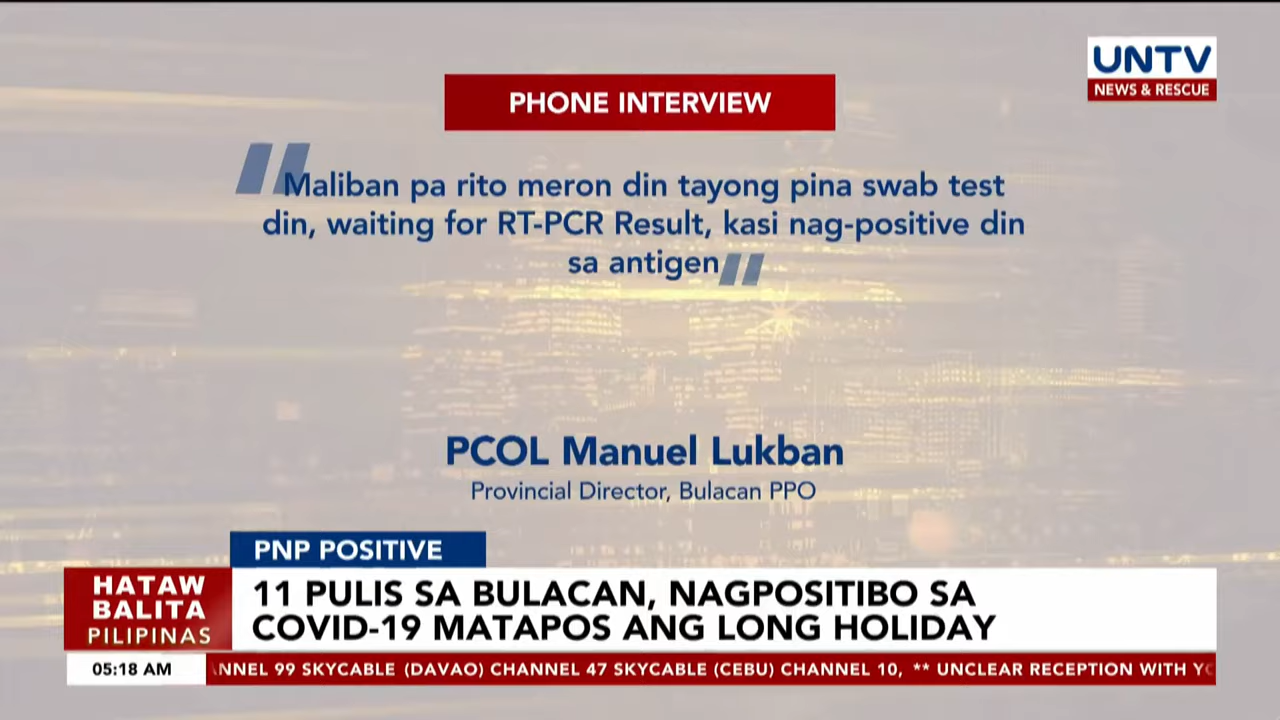 UNTV
NEWS & RESCUE
PHONE INTERVIEW
"Maliban pa rito meron din tayong pina swab test
din, waiting for RT-PCR Result, kasi nag-positive din
sa antigen"
PCOL Manuel Lukban
Provincial Director, Bulacan PPO
PNP POSITIVE
HATAW
BALITA
PILIPINAS
11 PULIS SA BULACAN, NAGPOSITIBO SA
COVID-19 MATAPOS ANG LONG HOLIDAY
05:18 AM
NNEL 99 SKYCABLE (DAVAO) CHANNEL 47 SKYCABLE (CEBU) CHANNEL 10, ** UNCLEAR RECEPTION WITH